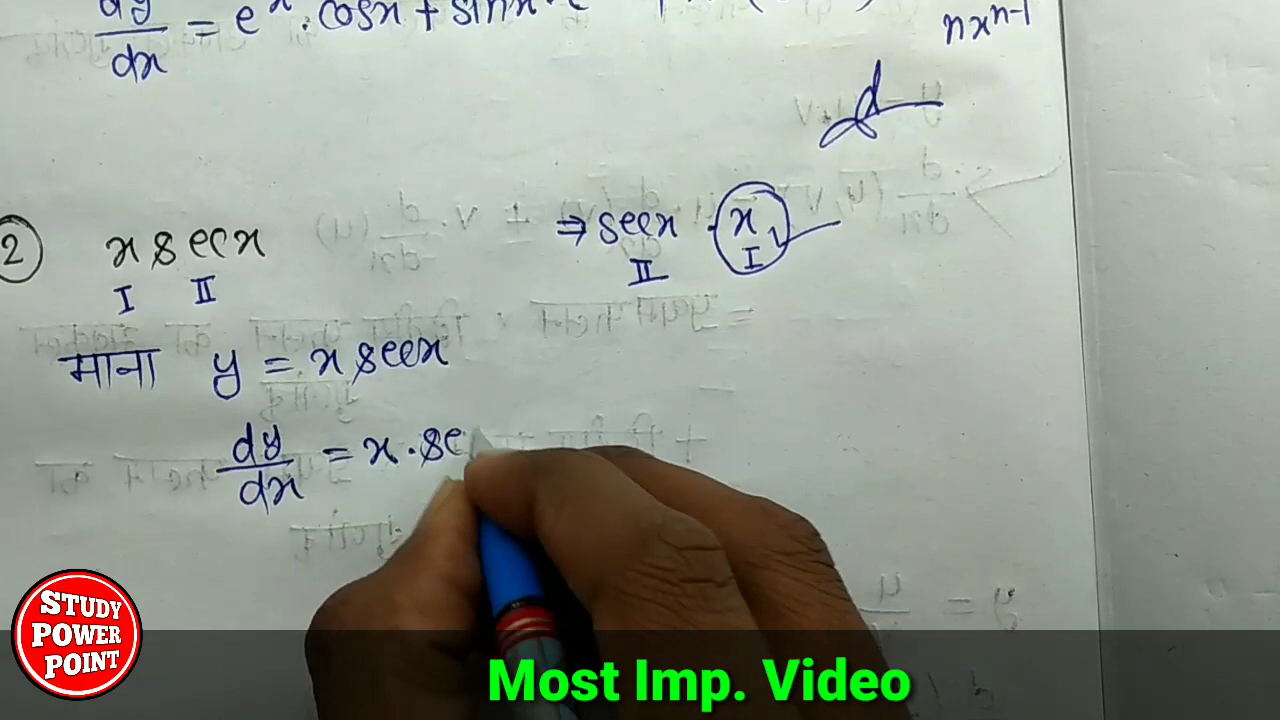 dy/dx = e^x . cosx + sinx
nx^n-1
d
2 x secx ⇒ secx . x
I II II I
माना y = x secx
dy/dx = x . se
STUDY
POWER
POINT
Most Imp. Video